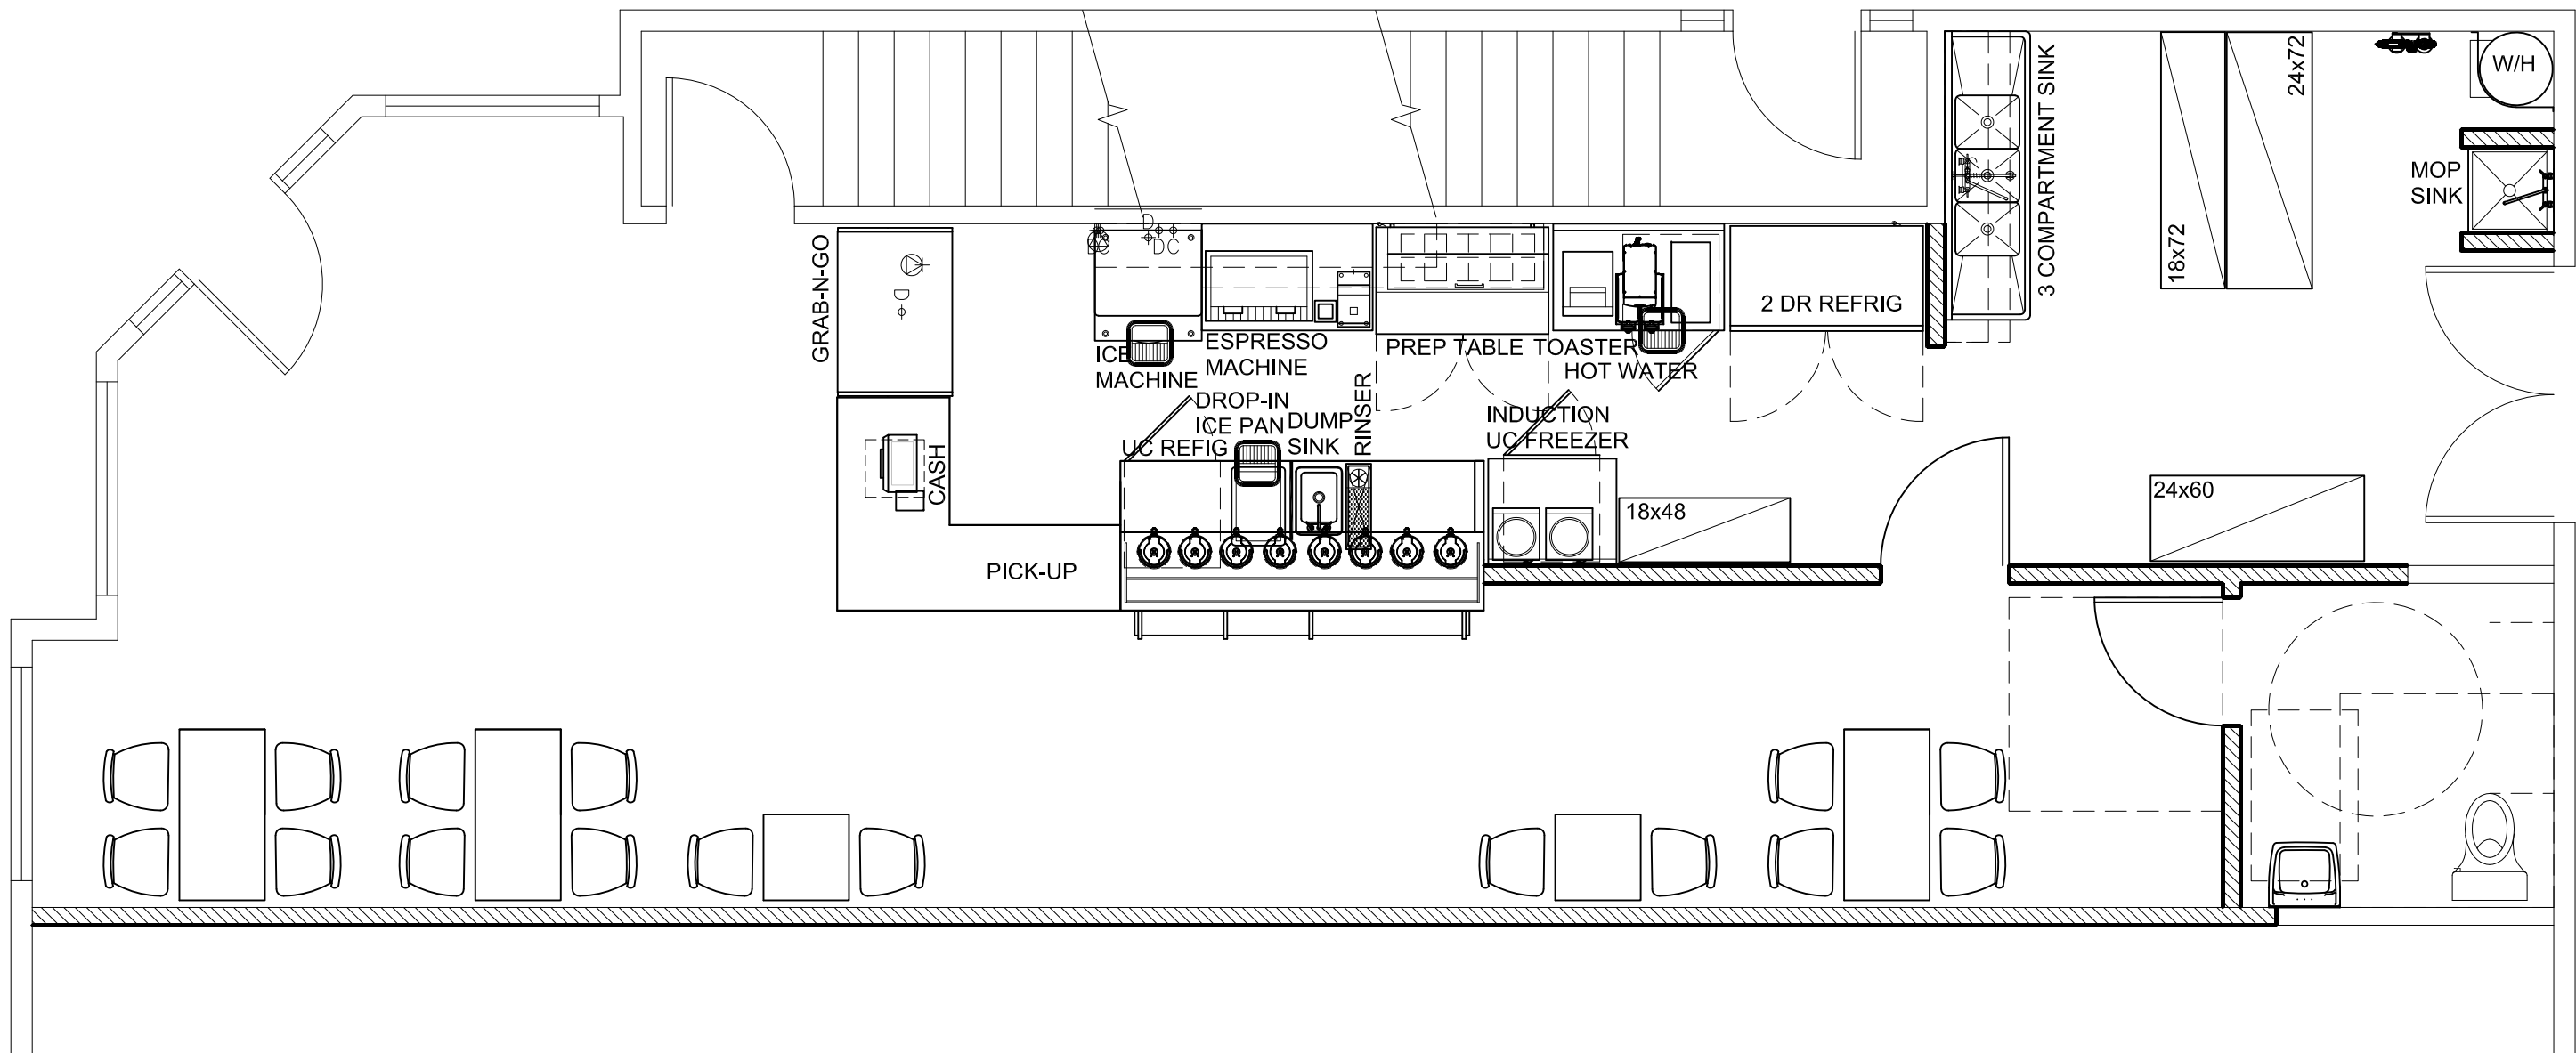 24x72
W/H
3 COMPARTMENT SINK
MOP
SINK
18x72
GRAB-N-GO
D
DC
DC
D
2 DR REFRIG
ICE
MACHINE
ESPRESSO
MACHINE
PREP TABLE
TOASTER
HOT WATER
DROP-IN
ICE PAN
DUMP
SINK
RINSER
INDUCTION
UC FREEZER
UC REFIG
CASH
18x48
24x60
PICK-UP